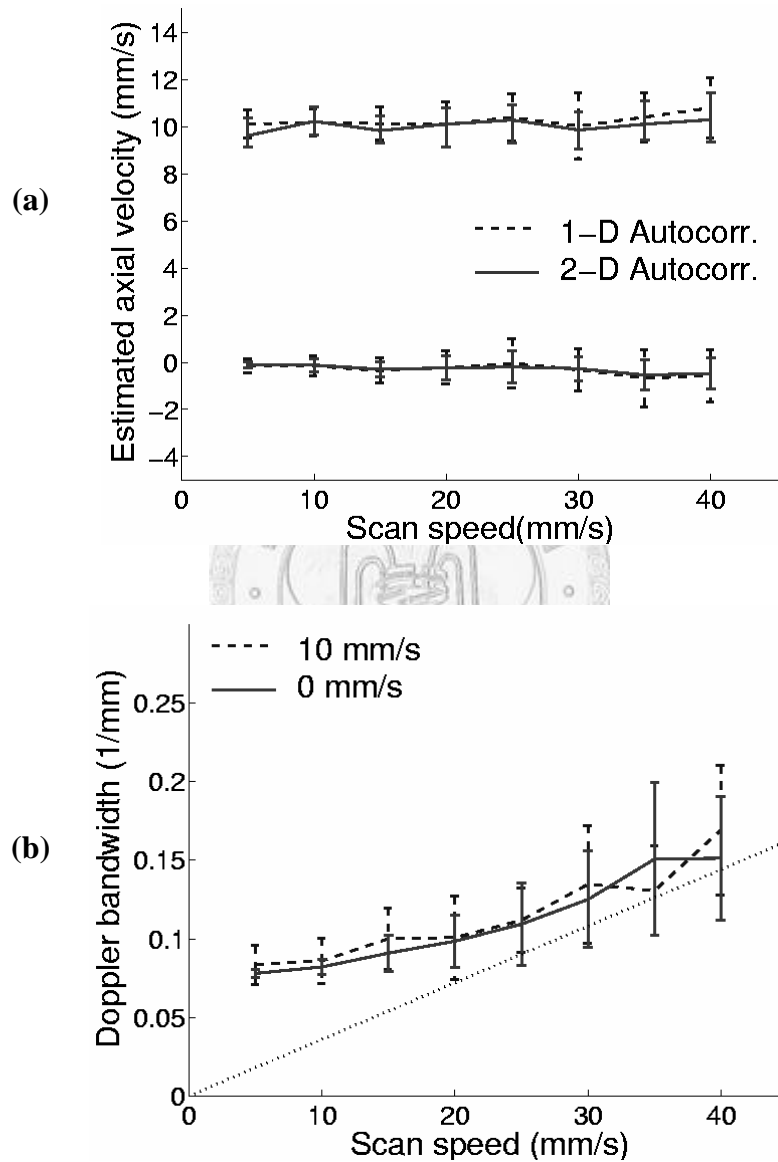 (a)
Estimated axial velocity (mm/s)
14
12
10
8
6
4
2
0
−2
−4
1−D Autocorr.
2−D Autocorr.
0
10
20
30
40
Scan speed(mm/s)
(b)
Doppler bandwidth (1/mm)
10 mm/s
0 mm/s
0.25
0.2
0.15
0.1
0.05
0
0
10
20
30
40
Scan speed (mm/s)